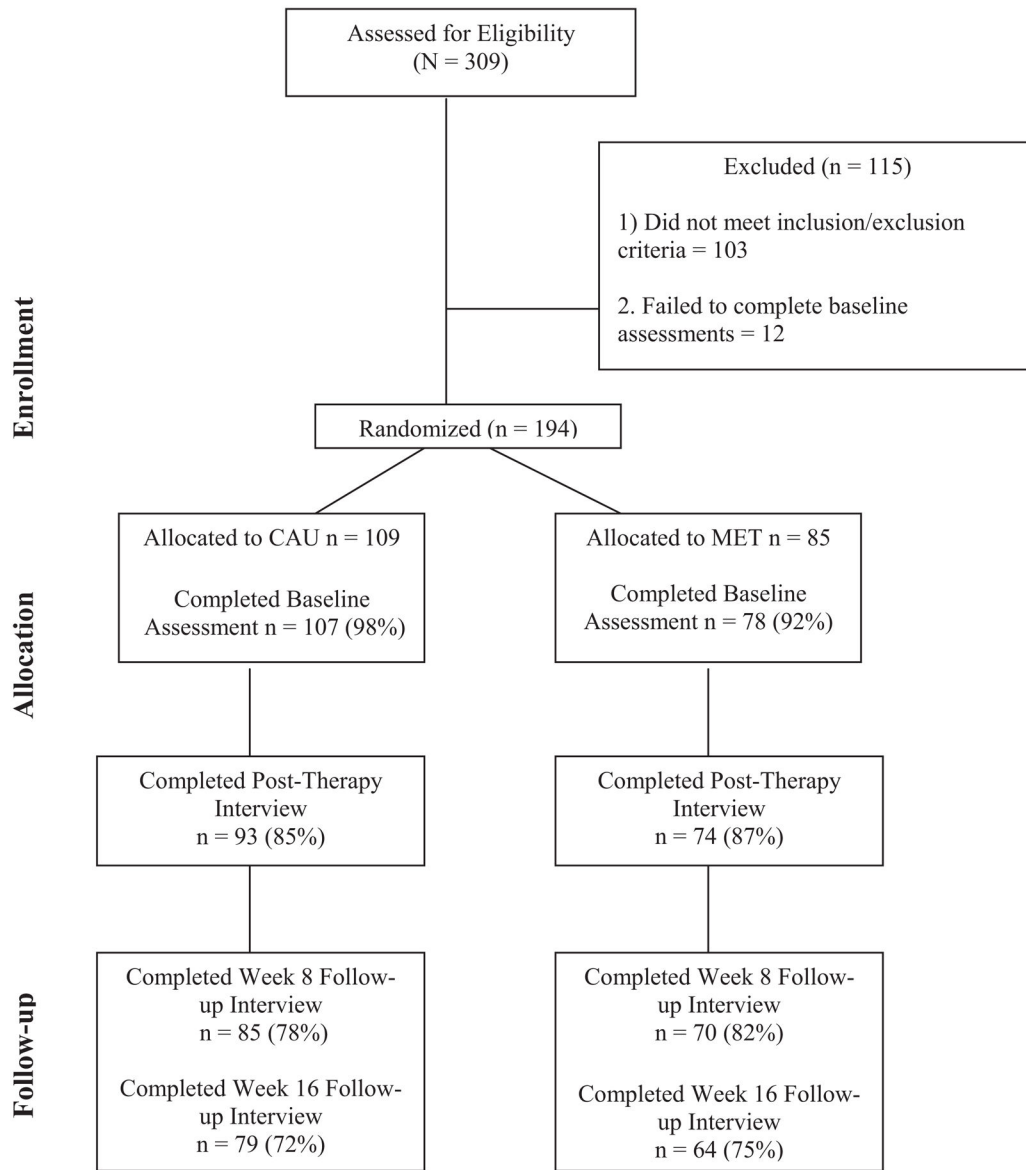 Assessed for Eligibility
(N = 309)
Excluded (n = 115)
1) Did not meet inclusion/exclusion
criteria = 103
2. Failed to complete baseline
assessments = 12
Enrollment
Randomized (n = 194)
Allocated to CAU n = 109
Completed Baseline
Assessment n = 107 (98%)
Allocated to MET n = 85
Completed Baseline
Assessment n = 78 (92%)
Allocation
Completed Post-Therapy
Interview
n = 93 (85%)
Completed Post-Therapy
Interview
n = 74 (87%)
Follow-up
Completed Week 8 Follow-
up Interview
n = 85 (78%)
Completed Week 16 Follow-
up Interview
n = 79 (72%)
Completed Week 8 Follow-
up Interview
n = 70 (82%)
Completed Week 16 Follow-
up Interview
n = 64 (75%)